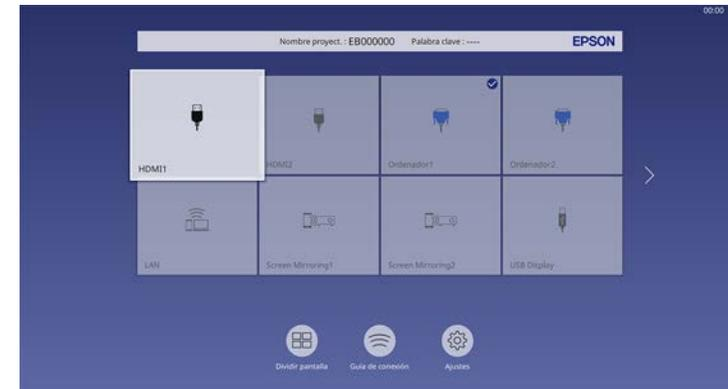 00:00
Nombre proyect. : EB000000 Palabra clave : ---- EPSON
HDMI1 HDMI2 Ordenador1 Ordenador2
LAN Screen Mirroring1 Screen Mirroring2 USB Display
Dividir pantalla Guía de conexión Ajustes